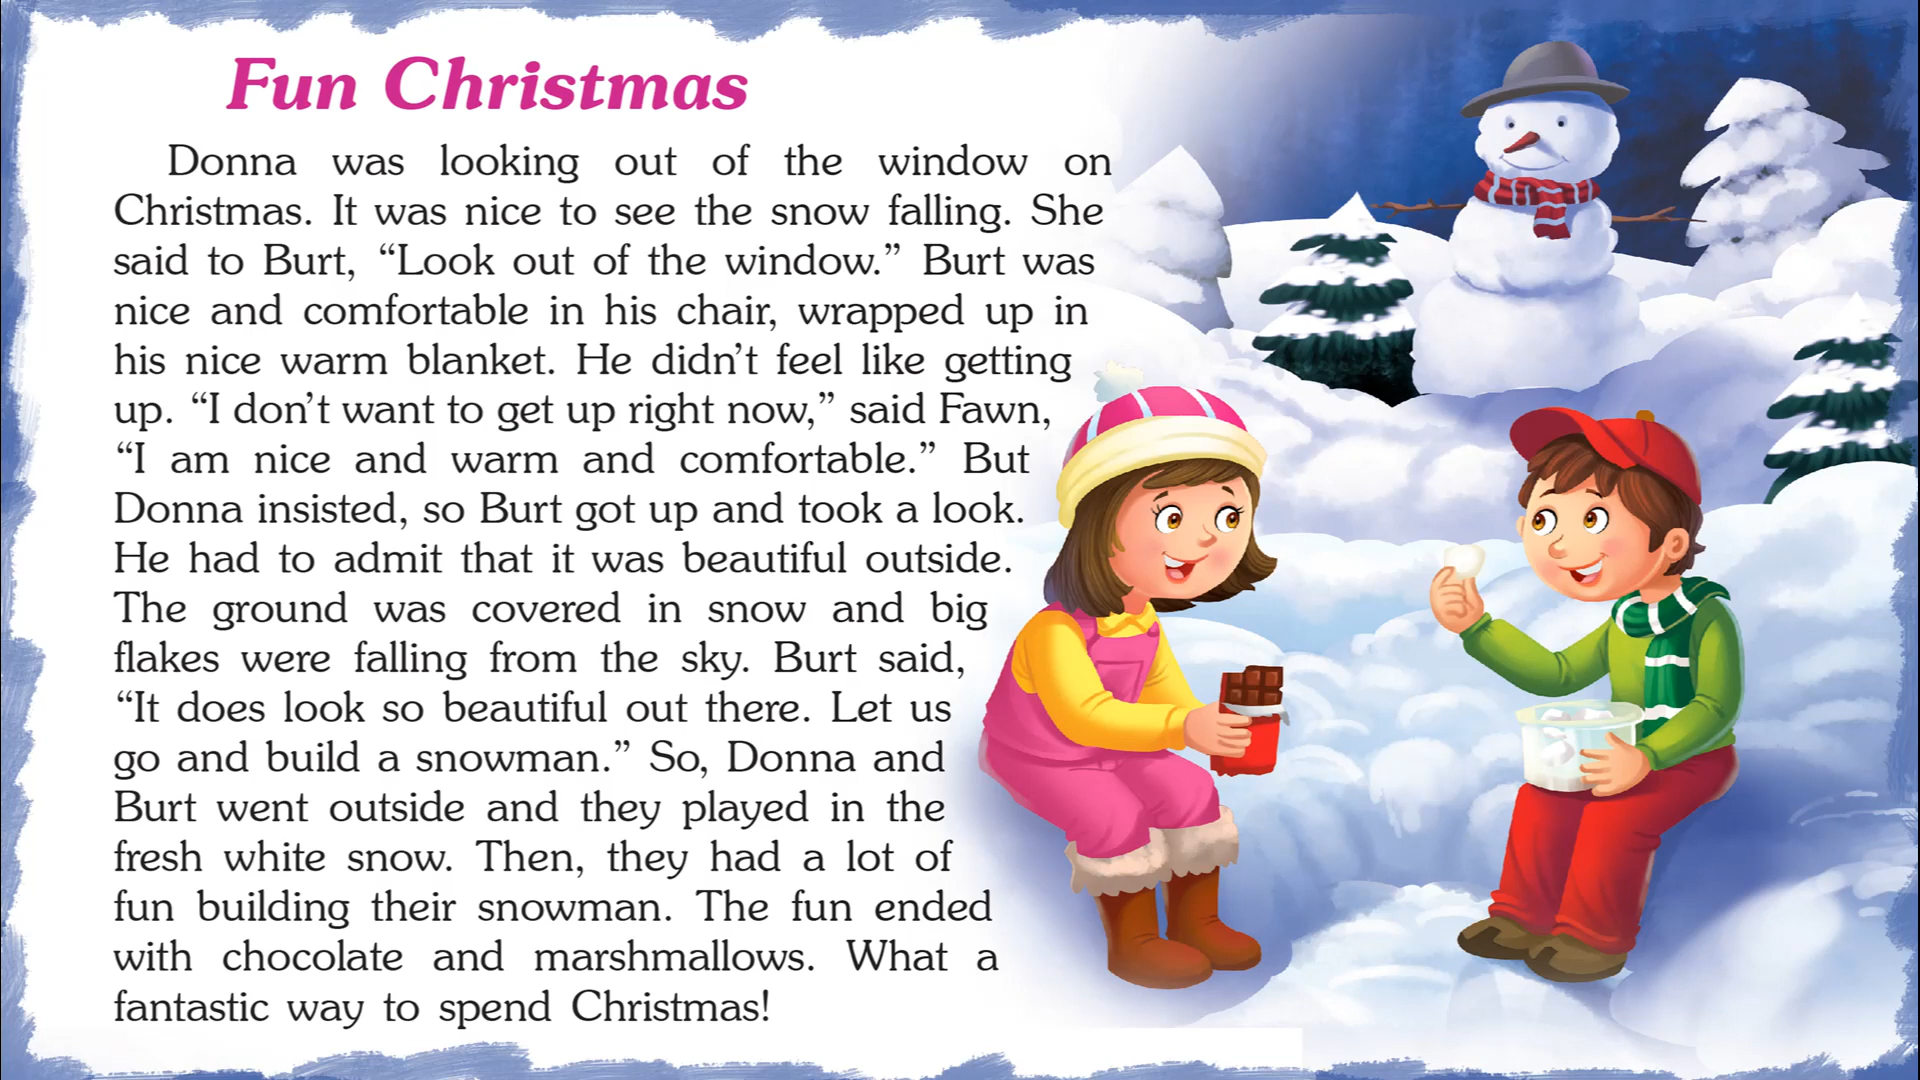 Fun Christmas
Donna was looking out of the window on
Christmas. It was nice to see the snow falling. She
said to Burt, “Look out of the window.” Burt was
nice and comfortable in his chair, wrapped up in
his nice warm blanket. He didn’t feel like getting
up. “I don’t want to get up right now,” said Fawn,
“I am nice and warm and comfortable.” But
Donna insisted, so Burt got up and took a look.
He had to admit that it was beautiful outside.
The ground was covered in snow and big
flakes were falling from the sky. Burt said,
“It does look so beautiful out there. Let us
go and build a snowman.” So, Donna and
Burt went outside and they played in the
fresh white snow. Then, they had a lot of
fun building their snowman. The fun ended
with chocolate and marshmallows. What a
fantastic way to spend Christmas!